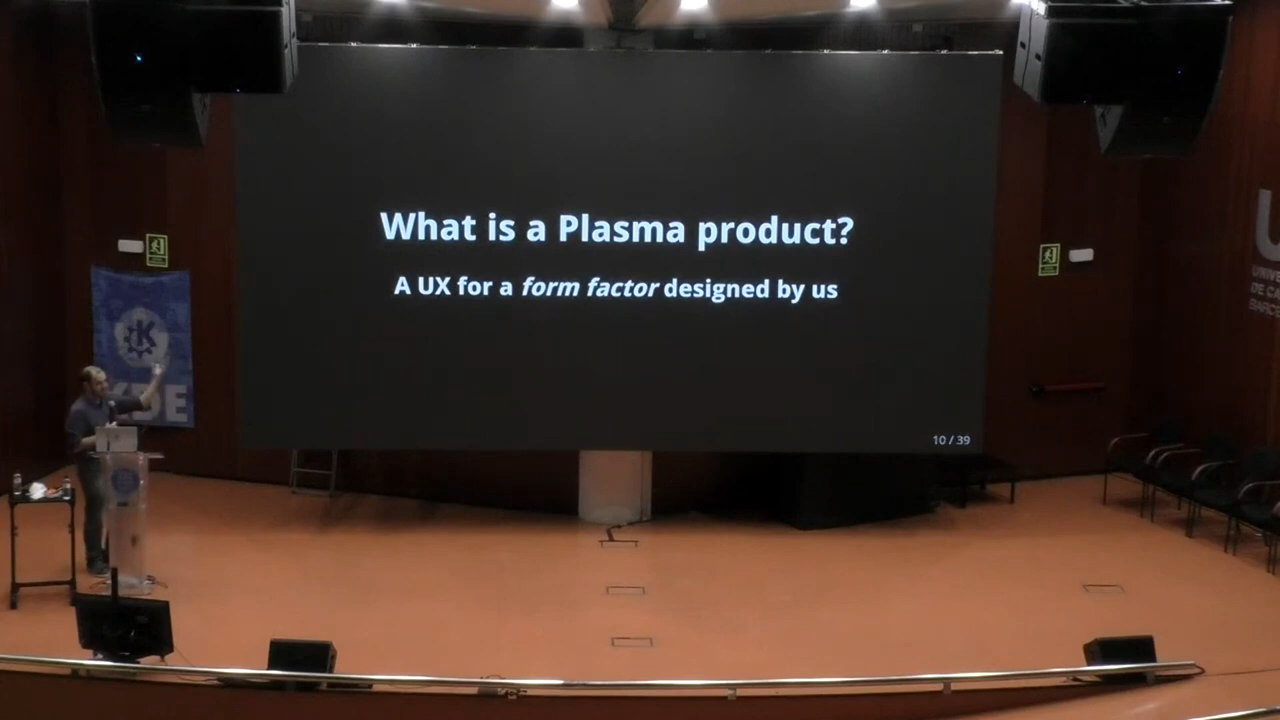 What is a Plasma product?
A UX for a form factor designed by us
10 / 39
KDE